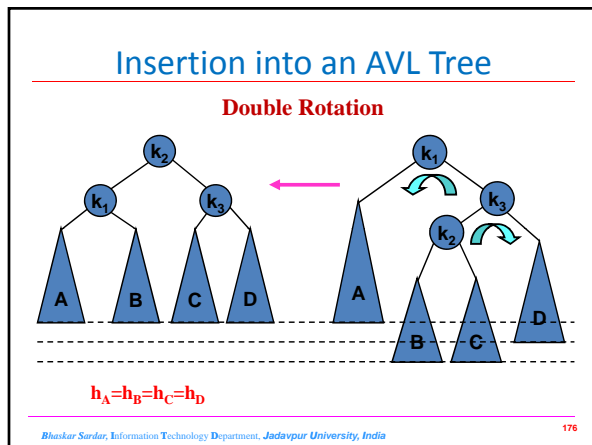 Insertion into an AVL Tree
Double Rotation
k2
k1
k3
A
B
C
D
k1
k3
k2
A
B
C
D
hA=hB=hC=hD
Bhaskar Sardar, Information Technology Department, Jadavpur University, India
176